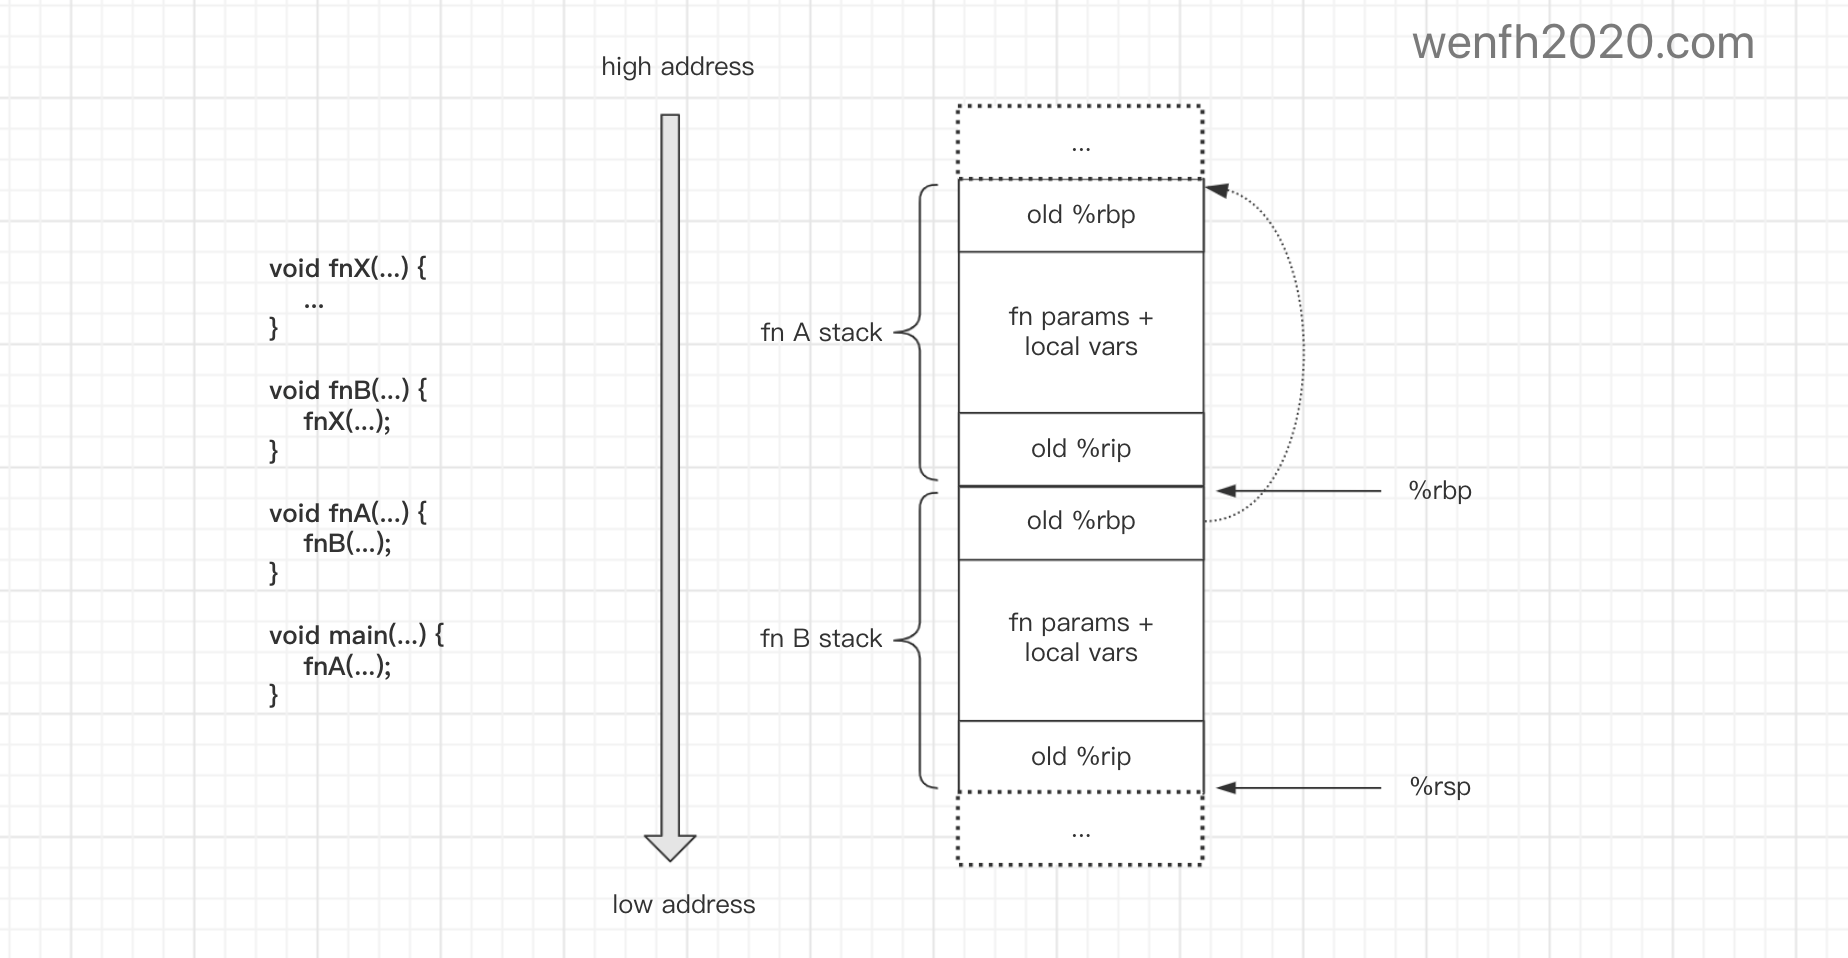 wenfh2020.com
high address
void fnX(...) {
...
}
void fnB(...) {
fnX(...);
}
void fnA(...) {
fnB(...);
}
void main(...) {
fnA(...);
}
low address
...
fn A stack
old %rbp
fn params +
local vars
old %rip
%rbp
fn B stack
old %rbp
fn params +
local vars
old %rip
%rsp
...